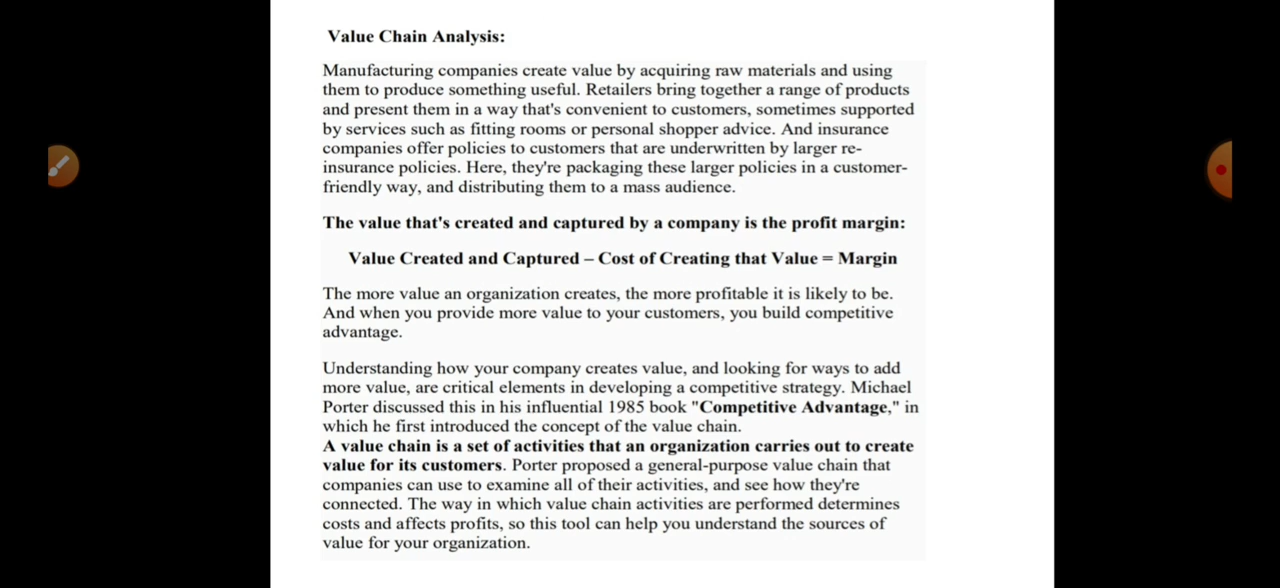 Value Chain Analysis:
Manufacturing companies create value by acquiring raw materials and using
them to produce something useful. Retailers bring together a range of products
and present them in a way that's convenient to customers, sometimes supported
by services such as fitting rooms or personal shopper advice. And insurance
companies offer policies to customers that are underwritten by larger re-
insurance policies. Here, they're packaging these larger policies in a customer-
friendly way, and distributing them to a mass audience.
The value that's created and captured by a company is the profit margin:
Value Created and Captured – Cost of Creating that Value = Margin
The more value an organization creates, the more profitable it is likely to be.
And when you provide more value to your customers, you build competitive
advantage.
Understanding how your company creates value, and looking for ways to add
more value, are critical elements in developing a competitive strategy. Michael
Porter discussed this in his influential 1985 book "Competitive Advantage," in
which he first introduced the concept of the value chain.
A value chain is a set of activities that an organization carries out to create
value for its customers. Porter proposed a general-purpose value chain that
companies can use to examine all of their activities, and see how they're
connected. The way in which value chain activities are performed determines
costs and affects profits, so this tool can help you understand the sources of
value for your organization.